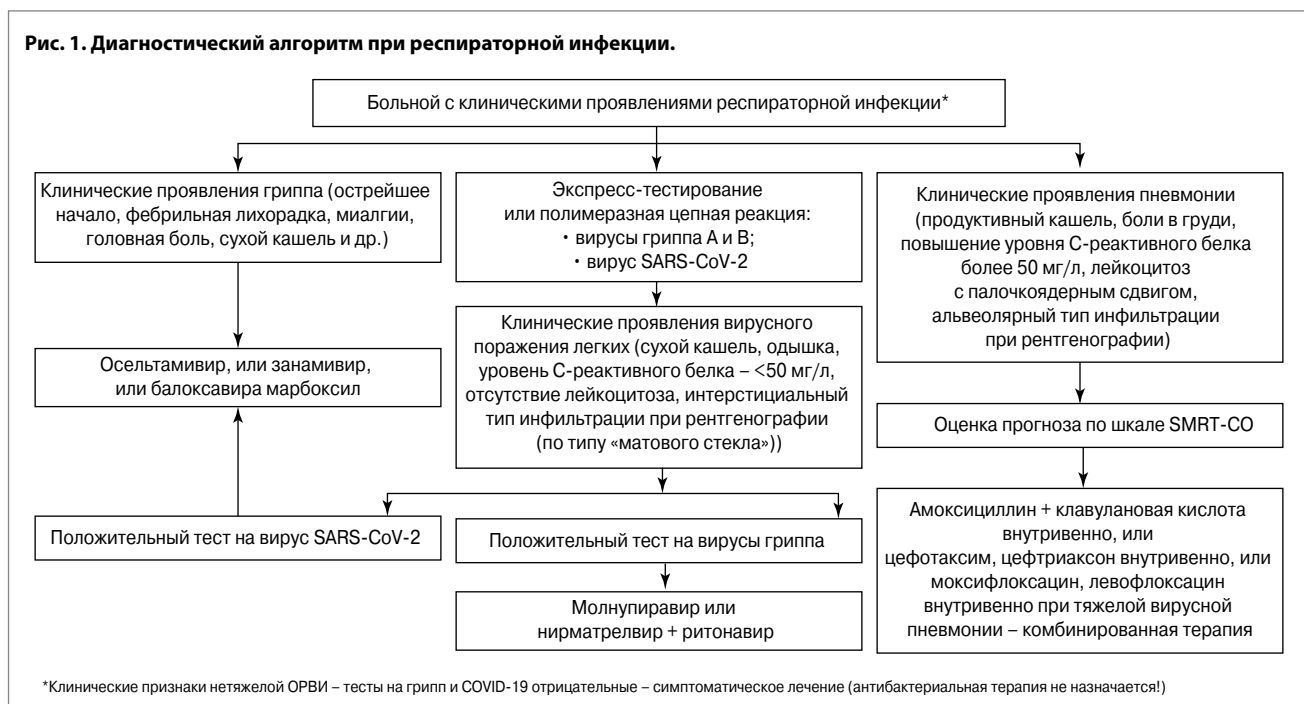 Рис. 1. Диагностический алгоритм при респираторной инфекции.
Больной с клиническими проявлениями респираторной инфекции*
Клинические проявления гриппа (острейшее
начало, фебрильная лихорадка, миалгии,
головная боль, сухой кашель и др.)
Осельтамивир, или занамивир,
или балоксавира марбоксил
Положительный тест на вирус SARS-CoV-2
Экспресс-тестирование
или полимеразная цепная реакция:
• вирусы гриппа А и В;
• вирус SARS-CoV-2
Клинические проявления вирусного
поражения легких (сухой кашель, одышка,
уровень С-реактивного белка – <50 мг/л,
отсутствие лейкоцитоза, интерстициальный
тип инфильтрации при рентгенографии
(по типу «матового стекла»))
Положительный тест на вирусы гриппа
Молнупиравир или
нирматрелвир + ритонавир
Клинические проявления пневмонии
(продуктивный кашель, боли в груди,
повышение уровня С-реактивного белка
более 50 мг/л, лейкоцитоз
с палочкоядерным сдвигом,
альвеолярный тип инфильтрации
при рентгенографии)
Оценка прогноза по шкале SMRT-CO
Амоксициллин + клавулановая кислота
внутривенно, или
цефотаксим, цефтриаксон внутривенно, или
моксифлоксацин, левофлоксацин
внутривенно при тяжелой вирусной
пневмонии – комбинированная терапия
*Клинические признаки нетяжелой ОРВИ – тесты на грипп и COVID-19 отрицательные – симптоматическое лечение (антибактериальная терапия не назначается!)